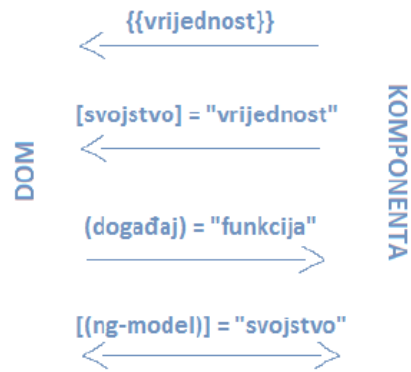 {{vrijednost}}
[svojstvo] = "vrijednost"
DOM
KOMPONENTA
(događaj) = "funkcija"
[(ng-model)] = "svojstvo"